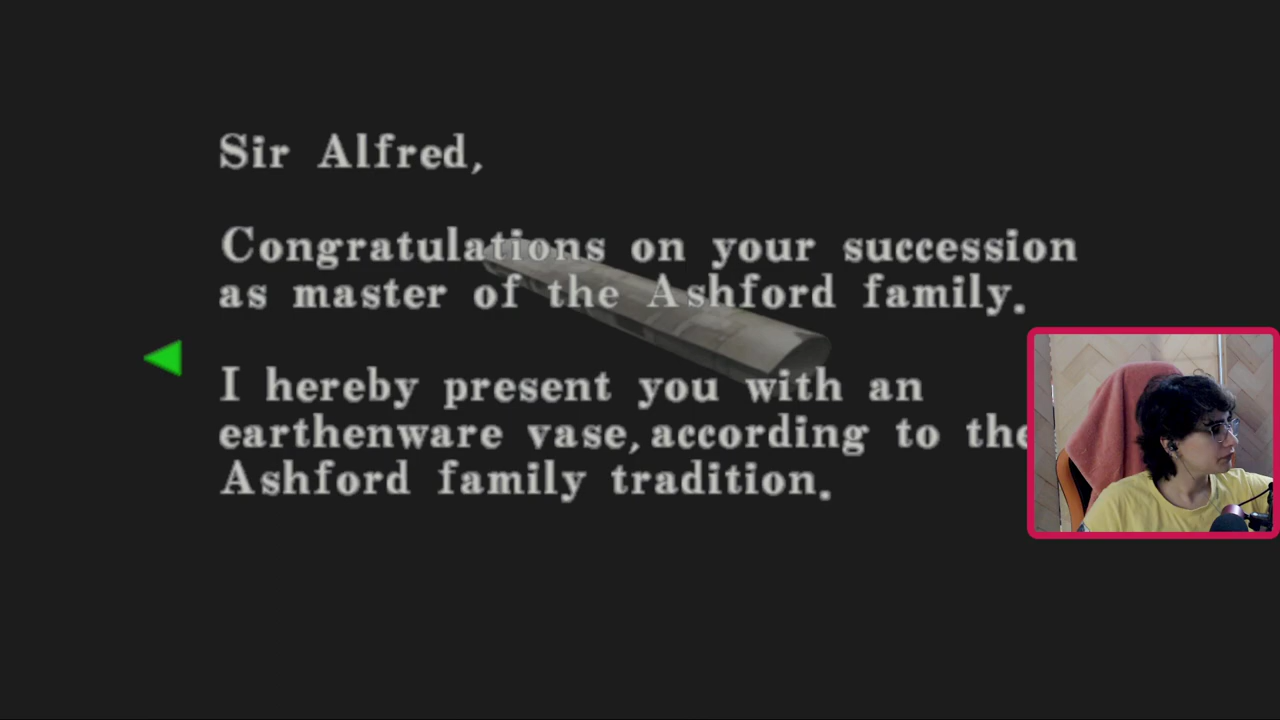 Sir Alfred,
Congratulations on your succession
as master of the Ashford family.
I hereby present you with an
earthenware vase, according to the
Ashford family tradition.